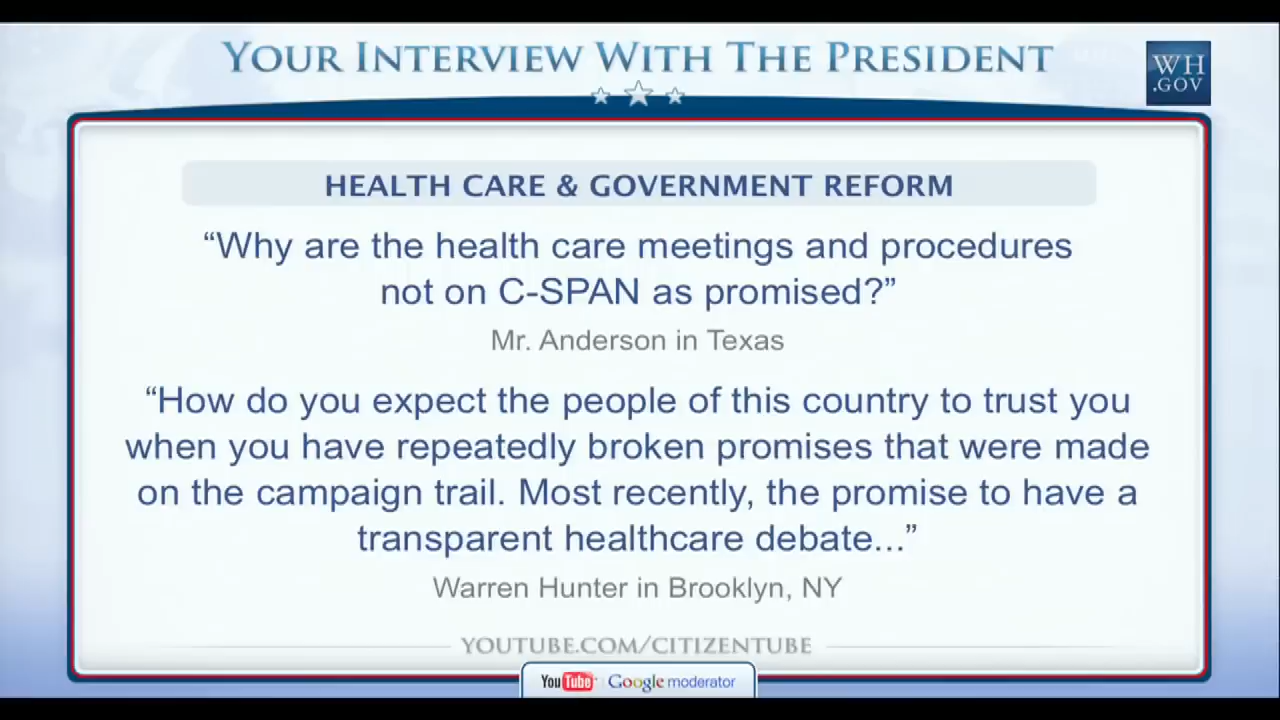 YOUR INTERVIEW WITH THE PRESIDENT
WH
.GOV
HEALTH CARE & GOVERNMENT REFORM
“Why are the health care meetings and procedures
not on C-SPAN as promised?”
Mr. Anderson in Texas
“How do you expect the people of this country to trust you
when you have repeatedly broken promises that were made
on the campaign trail. Most recently, the promise to have a
transparent healthcare debate...”
Warren Hunter in Brooklyn, NY
YOUTUBE.COM/CITIZENTUBE
YouTube Google moderator